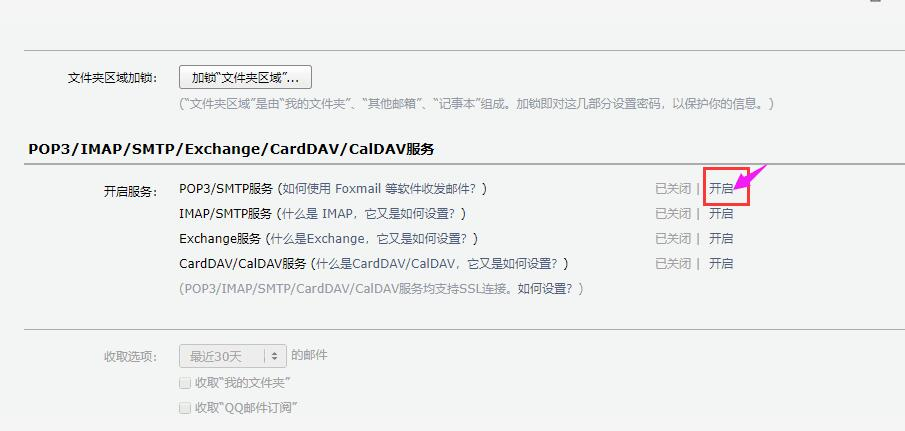 文件夹区域加锁： 加锁“文件夹区域”...
(“文件夹区域”是由“我的文件夹”、“其他邮箱”、“记事本”组成。加锁即对这几部分设置密码，以保护你的信息。)
POP3/IMAP/SMTP/Exchange/CardDAV/CalDAV服务
开启服务： POP3/SMTP服务 (如何使用 Foxmail 等软件收发邮件？) 已关闭 | 开启
IMAP/SMTP服务 (什么是 IMAP，它又是如何设置？) 已关闭 | 开启
Exchange服务 (什么是Exchange，它又是如何设置？) 已关闭 | 开启
CardDAV/CalDAV服务 (什么是CardDAV/CalDAV，它又是如何设置？) 已关闭 | 开启
(POP3/IMAP/SMTP/CardDAV/CalDAV服务均支持SSL连接。如何设置？)
收取选项： 最近30天 的邮件
收取“我的文件夹”
收取“QQ邮件订阅”